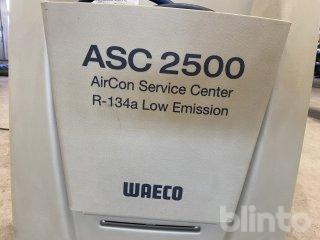 ASC 2500
AirCon Service Center
R-134a Low Emission
WAECO
blinto